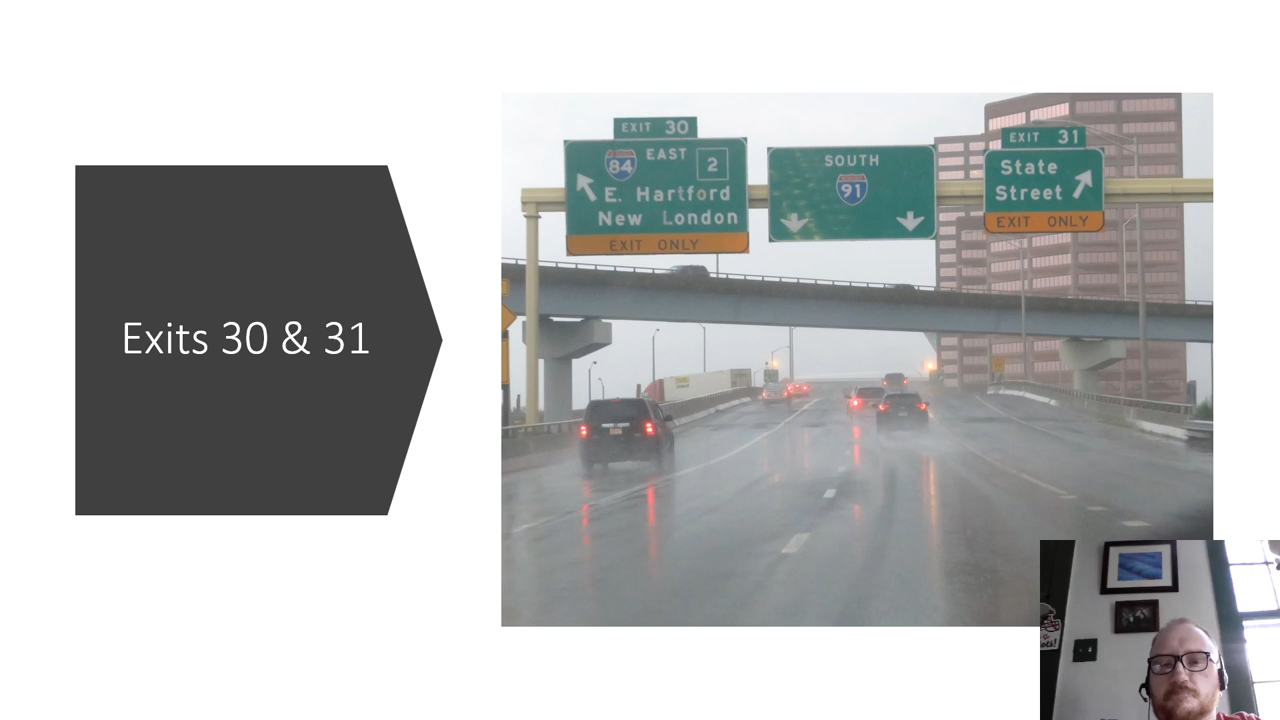 Exits 30 & 31
EXIT 30
84 EAST 2
E. Hartford
New London
EXIT ONLY
SOUTH
91
EXIT 31
State
Street
EXIT ONLY